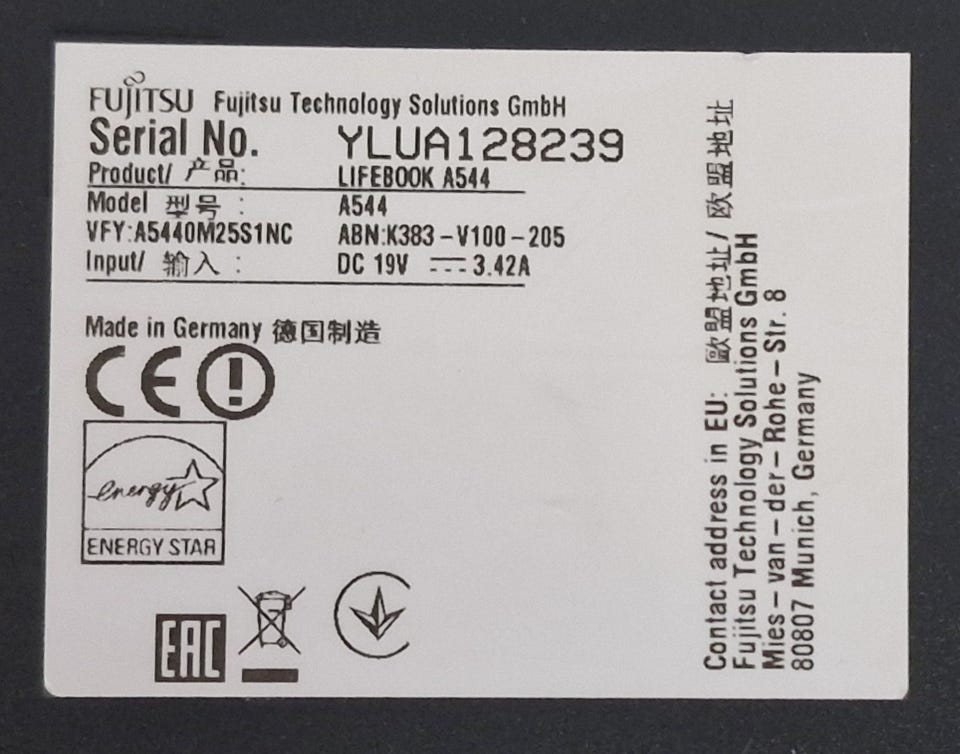 FUJITSU Fujitsu Technology Solutions GmbH
Serial No. YLUA128239
Product/ 产品: LIFEBOOK A544
Model 型号 : A544
VFY:A5440M25S1NC ABN:K383-V100-205
Input/ 输入 : DC 19V ⎓ 3.42A
Made in Germany 德国制造
CE
energy
ENERGY STAR
EAC
Contact address in EU: 歐盟地址/ 欧盟地址
Fujitsu Technology Solutions GmbH
Mies-van-der-Rohe-Str. 8
80807 Munich, Germany